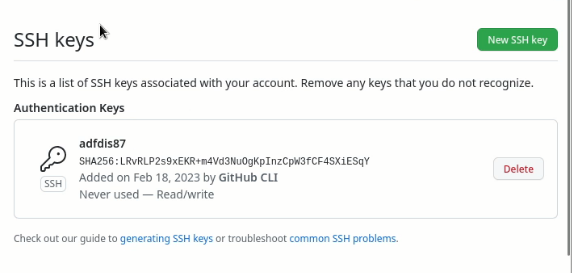 SSH keys
New SSH key
This is a list of SSH keys associated with your account. Remove any keys that you do not recognize.
Authentication Keys
adfdis87
SHA256:LRvRLP2s9xEKR+m4Vd3NuOgKpInzCpW3fCF4SXiESqY
Added on Feb 18, 2023 by GitHub CLI
Never used — Read/write
SSH
Delete
Check out our guide to generating SSH keys or troubleshoot common SSH problems.